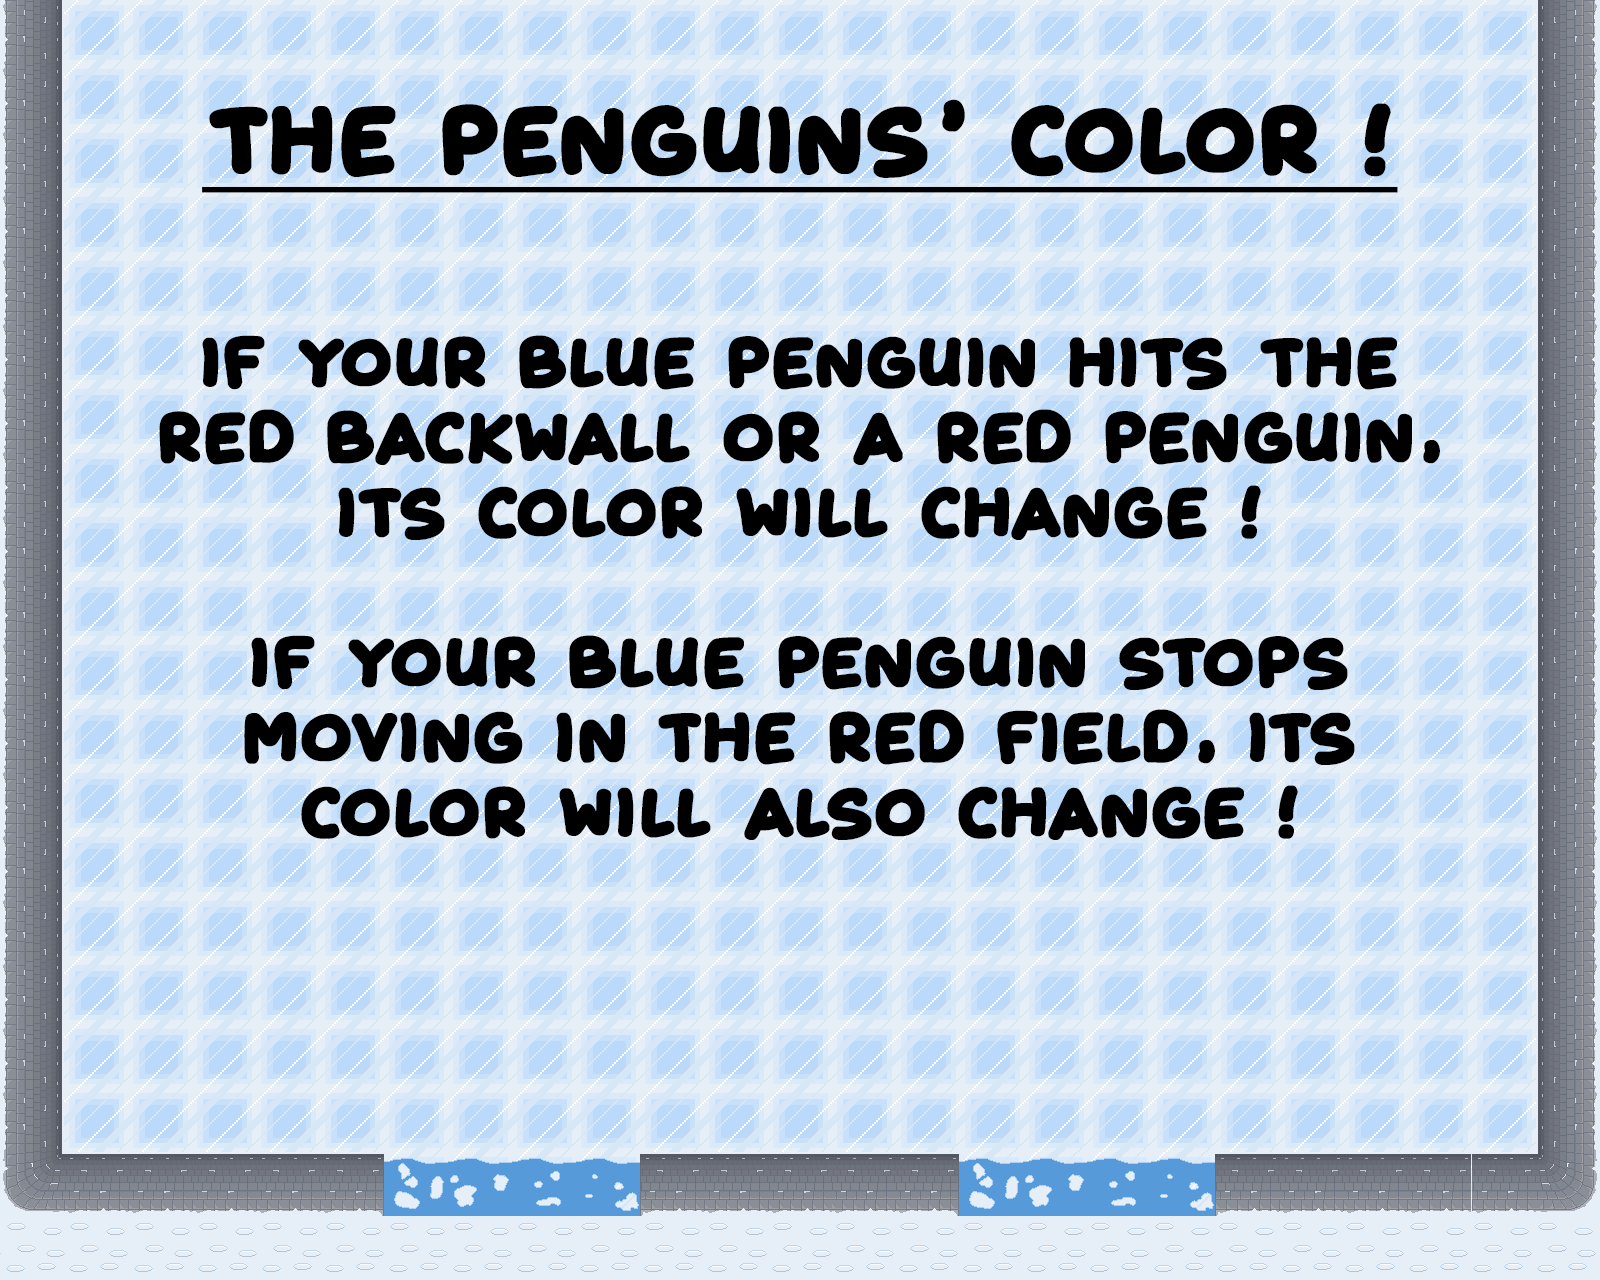 THE PENGUINS' COLOR !
IF YOUR BLUE PENGUIN HITS THE
RED BACKWALL OR A RED PENGUIN,
ITS COLOR WILL CHANGE !
IF YOUR BLUE PENGUIN STOPS
MOVING IN THE RED FIELD, ITS
COLOR WILL ALSO CHANGE !